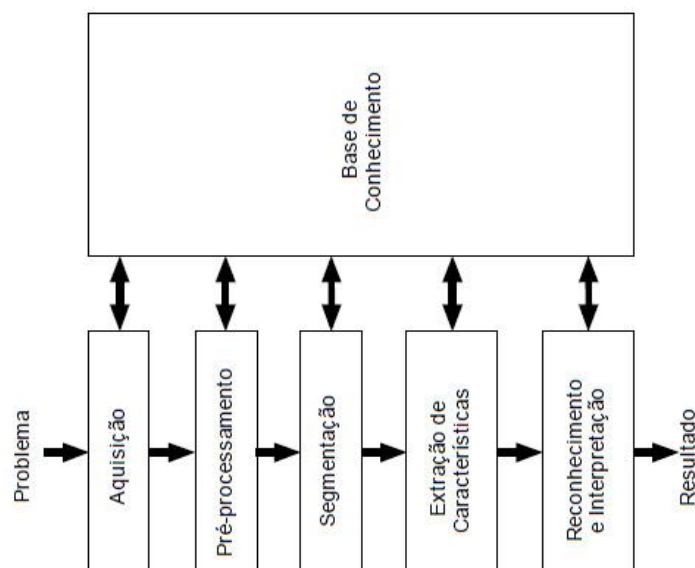 Base de
Conhecimento
Problema
Aquisição
Pré-processamento
Segmentação
Extração de
Características
Reconhecimento
e Interpretação
Resultado